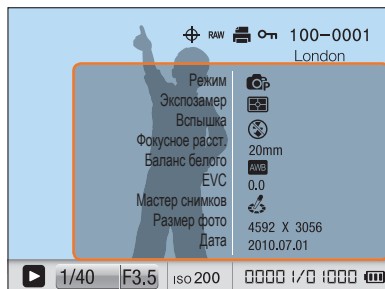 RAW 100-0001
London
Режим P
Экспозамер
Вспышка
Фокусное расст. 20mm
Баланс белого AWB
EVC 0.0
Мастер снимков
Размер фото 4592 X 3056
Дата 2010.07.01
1/40 F3.5 ISO 200 0000 1/0 1000